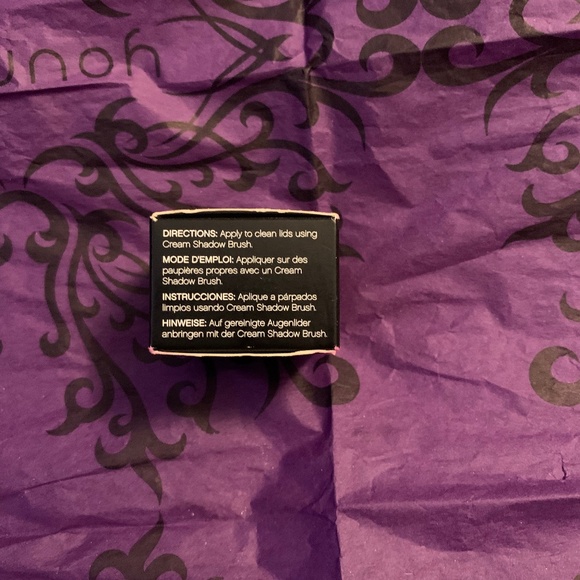 DIRECTIONS: Apply to clean lids using
Cream Shadow Brush.
MODE D'EMPLOI: Appliquer sur des
paupières propres avec un Cream
Shadow Brush.
INSTRUCCIONES: Aplique a párpados
limpios usando Cream Shadow Brush.
HINWEISE: Auf gereinigte Augenlider
anbringen mit der Cream Shadow Brush.